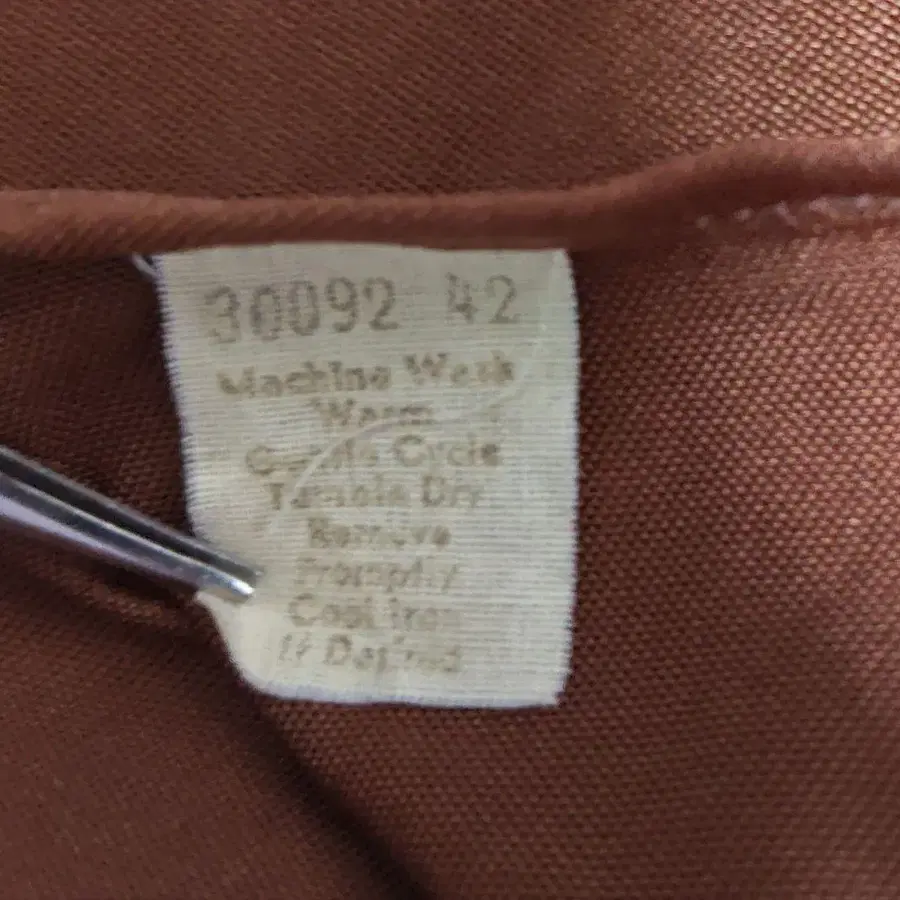 30092 42
Machine Wash
Warm
Gentle Cycle
Tumble Dry
Remove
Promptly
Cool Iron
If Desired